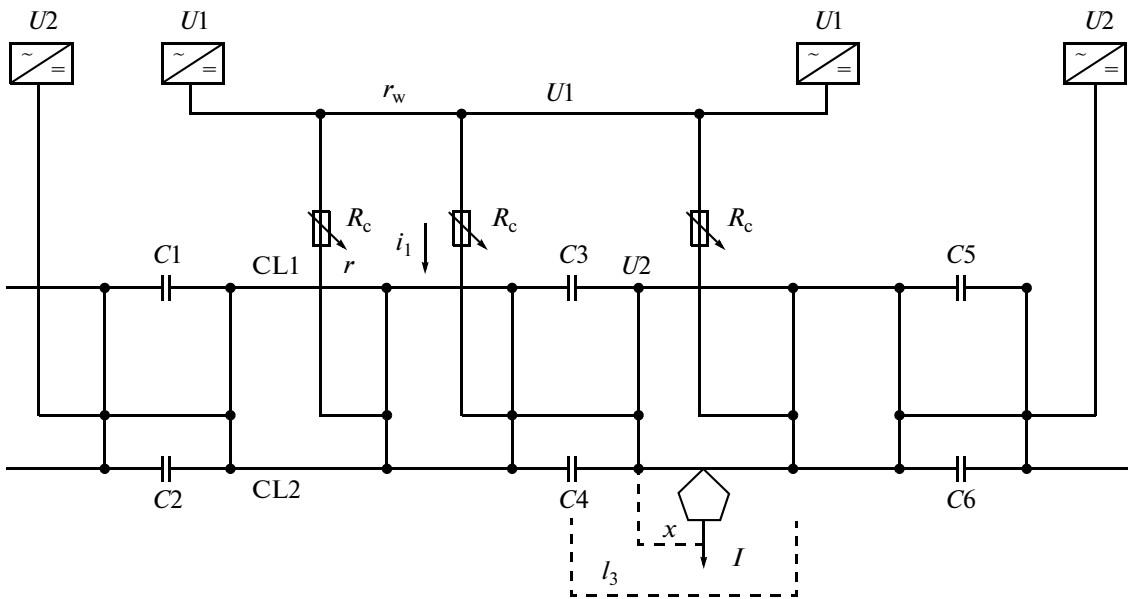 U2 U1 U1 U2
~ = ~ = ~ = ~ =
r_w U1
R_c R_c R_c
i_1
C1 CL1 r C3 U2 C5
C2 CL2 C4 C6
x
I
l_3